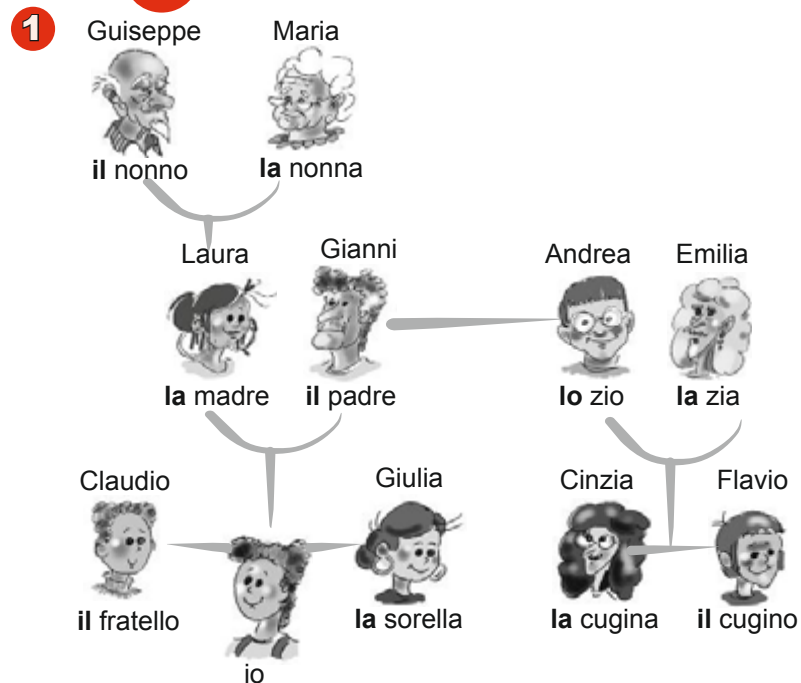 1
Guiseppe Maria
il nonno la nonna
Laura Gianni Andrea Emilia
la madre il padre lo zio la zia
Claudio Giulia Cinzia Flavio
il fratello la sorella la cugina il cugino
io